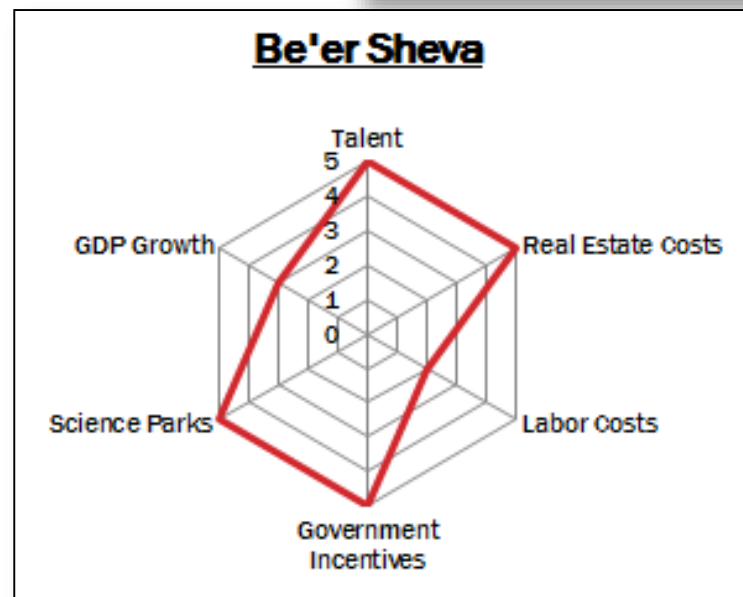 Be'er Sheva
Talent
5
4
GDP Growth
Real Estate Costs
3
2
1
0
Science Parks
Labor Costs
Government
Incentives